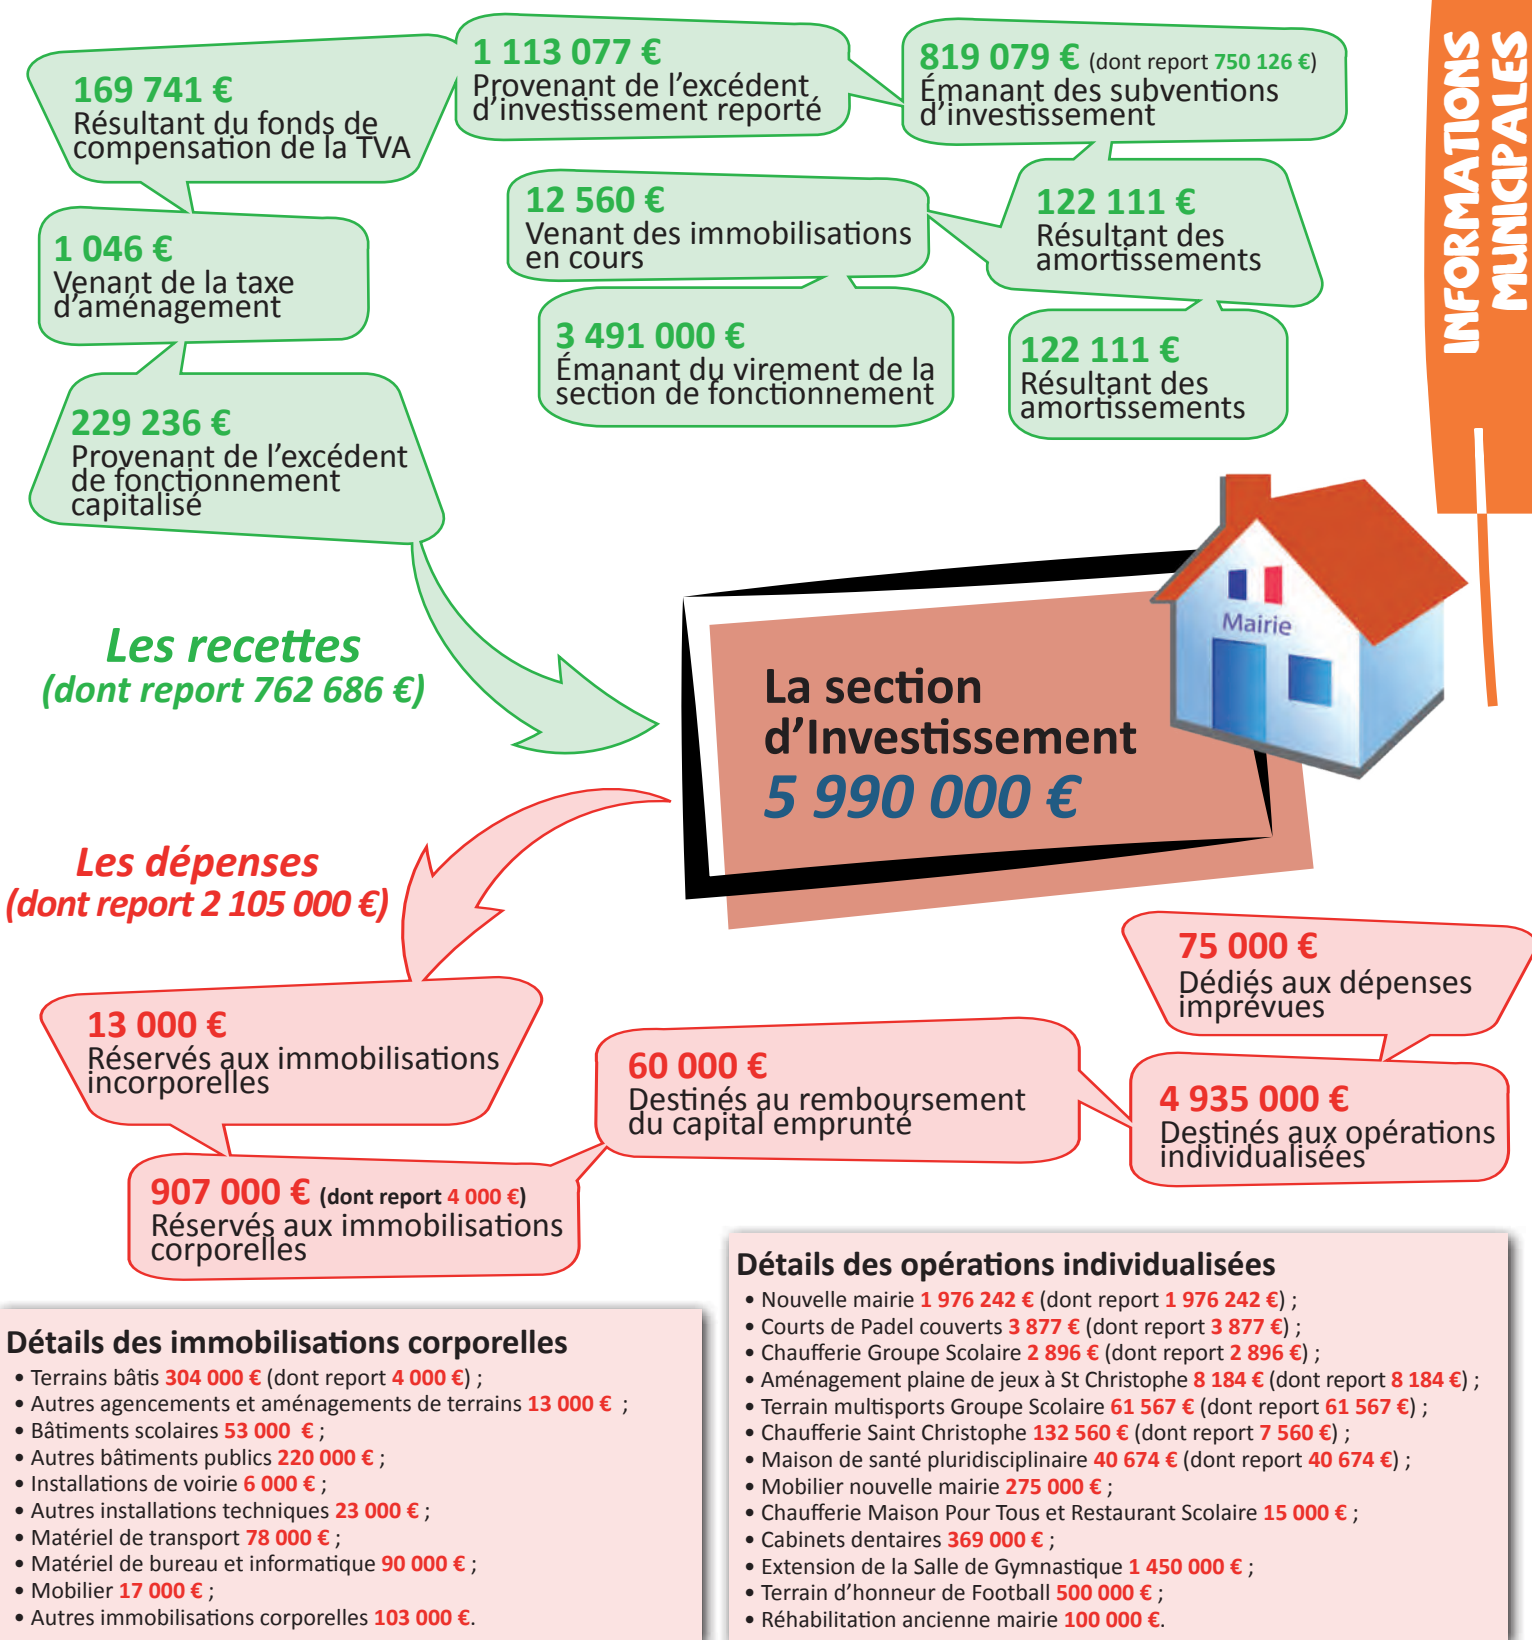 INFORMATIONS
MUNICIPALES
169 741 €
Résultant du fonds de
compensation de la TVA
1 113 077 €
Provenant de l'excédent
d'investissement reporté
819 079 € (dont report 750 126 €)
Émanant des subventions
d'investissement
1 046 €
Venant de la taxe
d'aménagement
12 560 €
Venant des immobilisations
en cours
122 111 €
Résultant des
amortissements
3 491 000 €
Émanant du virement de la
section de fonctionnement
122 111 €
Résultant des
amortissements
229 236 €
Provenant de l'excédent
de fonctionnement
capitalisé
Les recettes
(dont report 762 686 €)
Mairie
La section
d'Investissement
5 990 000 €
Les dépenses
(dont report 2 105 000 €)
13 000 €
Réservés aux immobilisations
incorporelles
907 000 € (dont report 4 000 €)
Réservés aux immobilisations
corporelles
60 000 €
Destinés au remboursement
du capital emprunté
75 000 €
Dédiés aux dépenses
imprévues
4 935 000 €
Destinés aux opérations
individualisées
Détails des immobilisations corporelles
• Terrains bâtis 304 000 € (dont report 4 000 €) ;
• Autres agencements et aménagements de terrains 13 000 € ;
• Bâtiments scolaires 53 000 € ;
• Autres bâtiments publics 220 000 € ;
• Installations de voirie 6 000 € ;
• Autres installations techniques 23 000 € ;
• Matériel de transport 78 000 € ;
• Matériel de bureau et informatique 90 000 € ;
• Mobilier 17 000 € ;
• Autres immobilisations corporelles 103 000 €.
Détails des opérations individualisées
• Nouvelle mairie 1 976 242 € (dont report 1 976 242 €) ;
• Courts de Padel couverts 3 877 € (dont report 3 877 €) ;
• Chaufferie Groupe Scolaire 2 896 € (dont report 2 896 €) ;
• Aménagement plaine de jeux à St Christophe 8 184 € (dont report 8 184 €) ;
• Terrain multisports Groupe Scolaire 61 567 € (dont report 61 567 €) ;
• Chaufferie Saint Christophe 132 560 € (dont report 7 560 €) ;
• Maison de santé pluridisciplinaire 40 674 € (dont report 40 674 €) ;
• Mobilier nouvelle mairie 275 000 € ;
• Chaufferie Maison Pour Tous et Restaurant Scolaire 15 000 € ;
• Cabinets dentaires 369 000 € ;
• Extension de la Salle de Gymnastique 1 450 000 € ;
• Terrain d'honneur de Football 500 000 € ;
• Réhabilitation ancienne mairie 100 000 €.